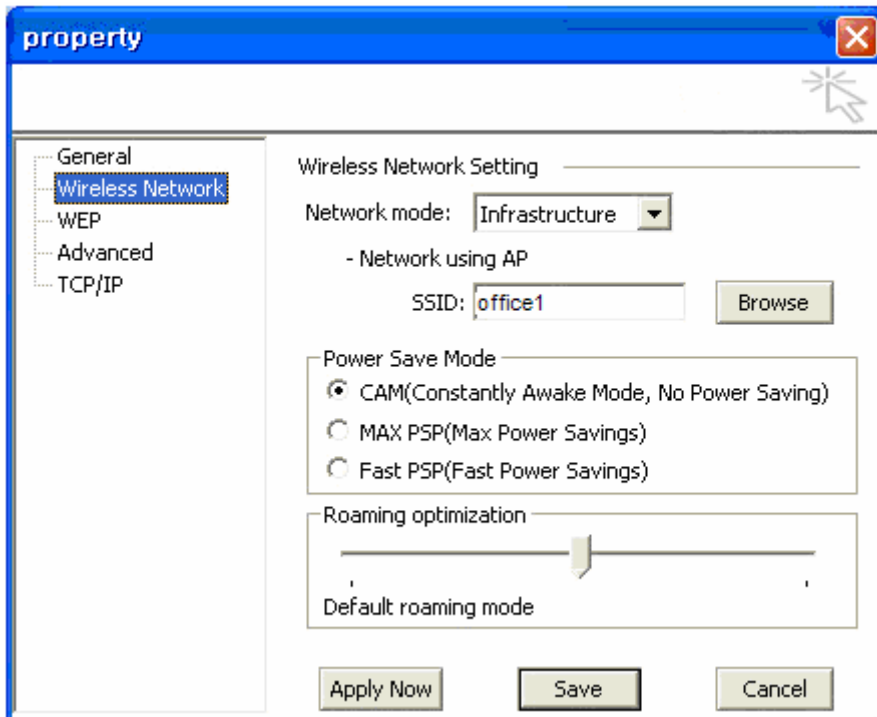 property
General
Wireless Network
WEP
Advanced
TCP/IP
Wireless Network Setting
Network mode: Infrastructure
- Network using AP
SSID: office1 Browse
Power Save Mode
CAM(Constantly Awake Mode, No Power Saving)
MAX PSP(Max Power Savings)
Fast PSP(Fast Power Savings)
Roaming optimization
Default roaming mode
Apply Now Save Cancel